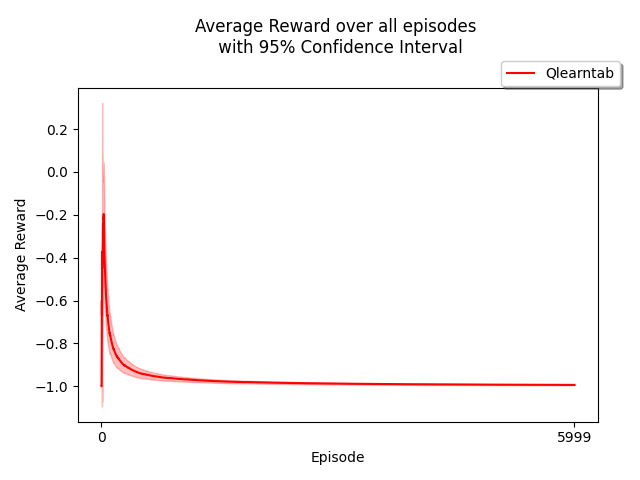 Average Reward over all episodes
with 95% Confidence Interval
Qlearntab
Average Reward
0.2
0.0
−0.2
−0.4
−0.6
−0.8
−1.0
0
5999
Episode